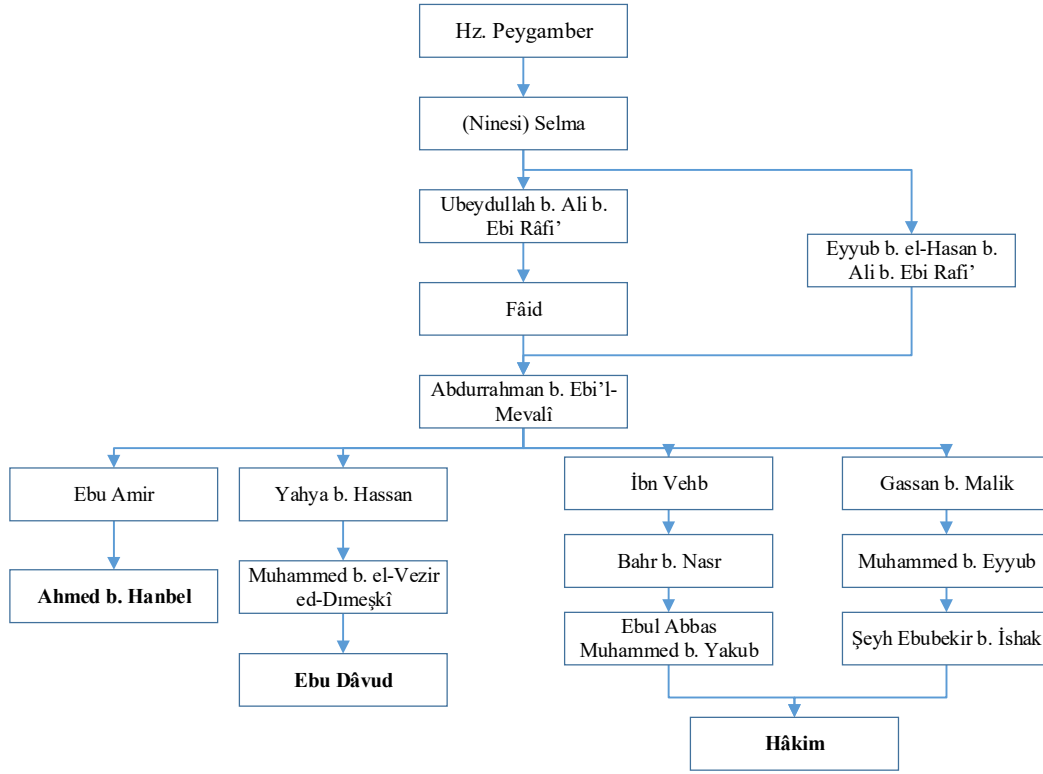 Hz. Peygamber
(Ninesi) Selma
Ubeydullah b. Ali b.
Ebi Râfi’
Eyyub b. el-Hasan b.
Ali b. Ebi Rafi’
Fâid
Abdurrahman b. Ebi’l-
Mevalî
Ebu Amir
Yahya b. Hassan
İbn Vehb
Gassan b. Malik
Ahmed b. Hanbel
Muhammed b. el-Vezir
ed-Dımeşkî
Bahr b. Nasr
Muhammed b. Eyyub
Ebu Dâvud
Ebul Abbas
Muhammed b. Yakub
Şeyh Ebubekir b. İshak
Hâkim